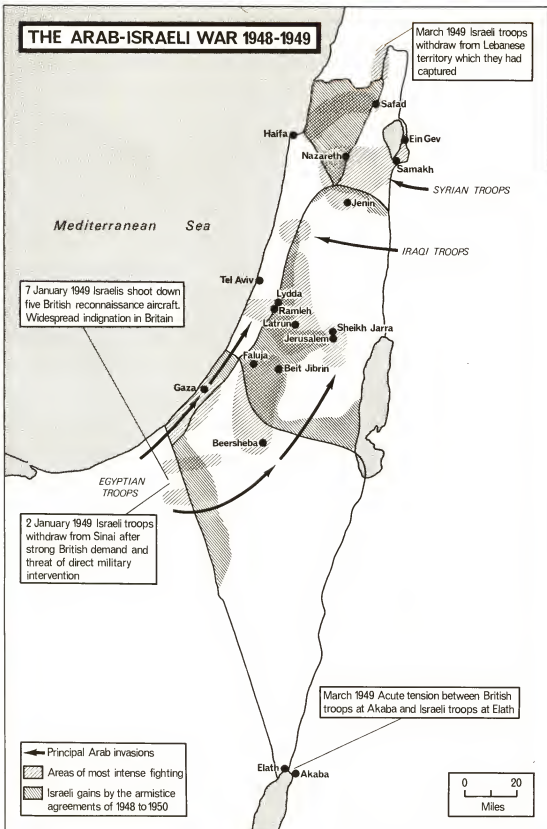 THE ARAB-ISRAELI WAR 1948-1949
March 1949 Israeli troops
withdraw from Lebanese
territory which they had
captured
Safad
Haifa
Ein Gev
Nazareth
Samakh
SYRIAN TROOPS
Jenin
Mediterranean Sea
IRAQI TROOPS
Tel Aviv
7 January 1949 Israelis shoot down
five British reconnaissance aircraft.
Widespread indignation in Britain
Lydda
Ramleh
Latrun
Sheikh Jarra
Jerusalem
Faluja
Beit Jibrin
Gaza
Beersheba
EGYPTIAN
TROOPS
2 January 1949 Israeli troops
withdraw from Sinai after
strong British demand and
threat of direct military
intervention
March 1949 Acute tension between British
troops at Akaba and Israeli troops at Elath
Elath
Akaba
Principal Arab invasions
Areas of most intense fighting
Israeli gains by the armistice
agreements of 1948 to 1950
0 20
Miles